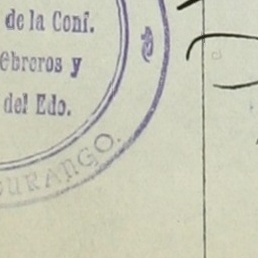 de la Conf.
Obreros y
del Edo.
DURANGO.